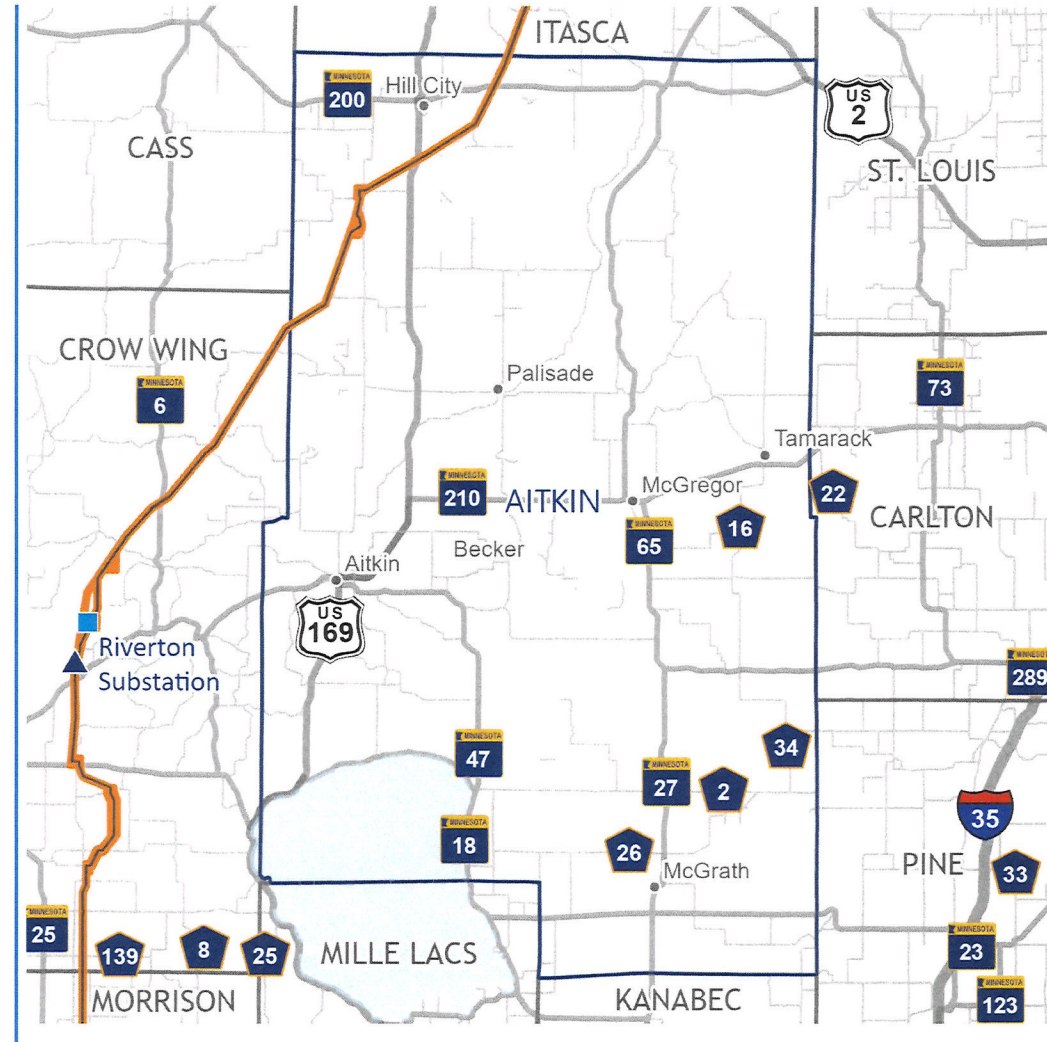 ITASCA
MINNESOTA
200
Hill City
US
2
CASS
ST. LOUIS
CROW WING
MINNESOTA
6
Palisade
MINNESOTA
73
Tamarack
MINNESOTA
210
AITKIN
McGregor
22
MINNESOTA
65
16
CARLTON
Becker
Aitkin
US
169
Riverton
Substation
MINNESOTA
289
MINNESOTA
47
34
MINNESOTA
27
2
MINNESOTA
18
26
McGrath
35
PINE
33
MINNESOTA
25
139
8
25
MILLE LACS
MINNESOTA
23
MORRISON
KANABEC
MINNESOTA
123